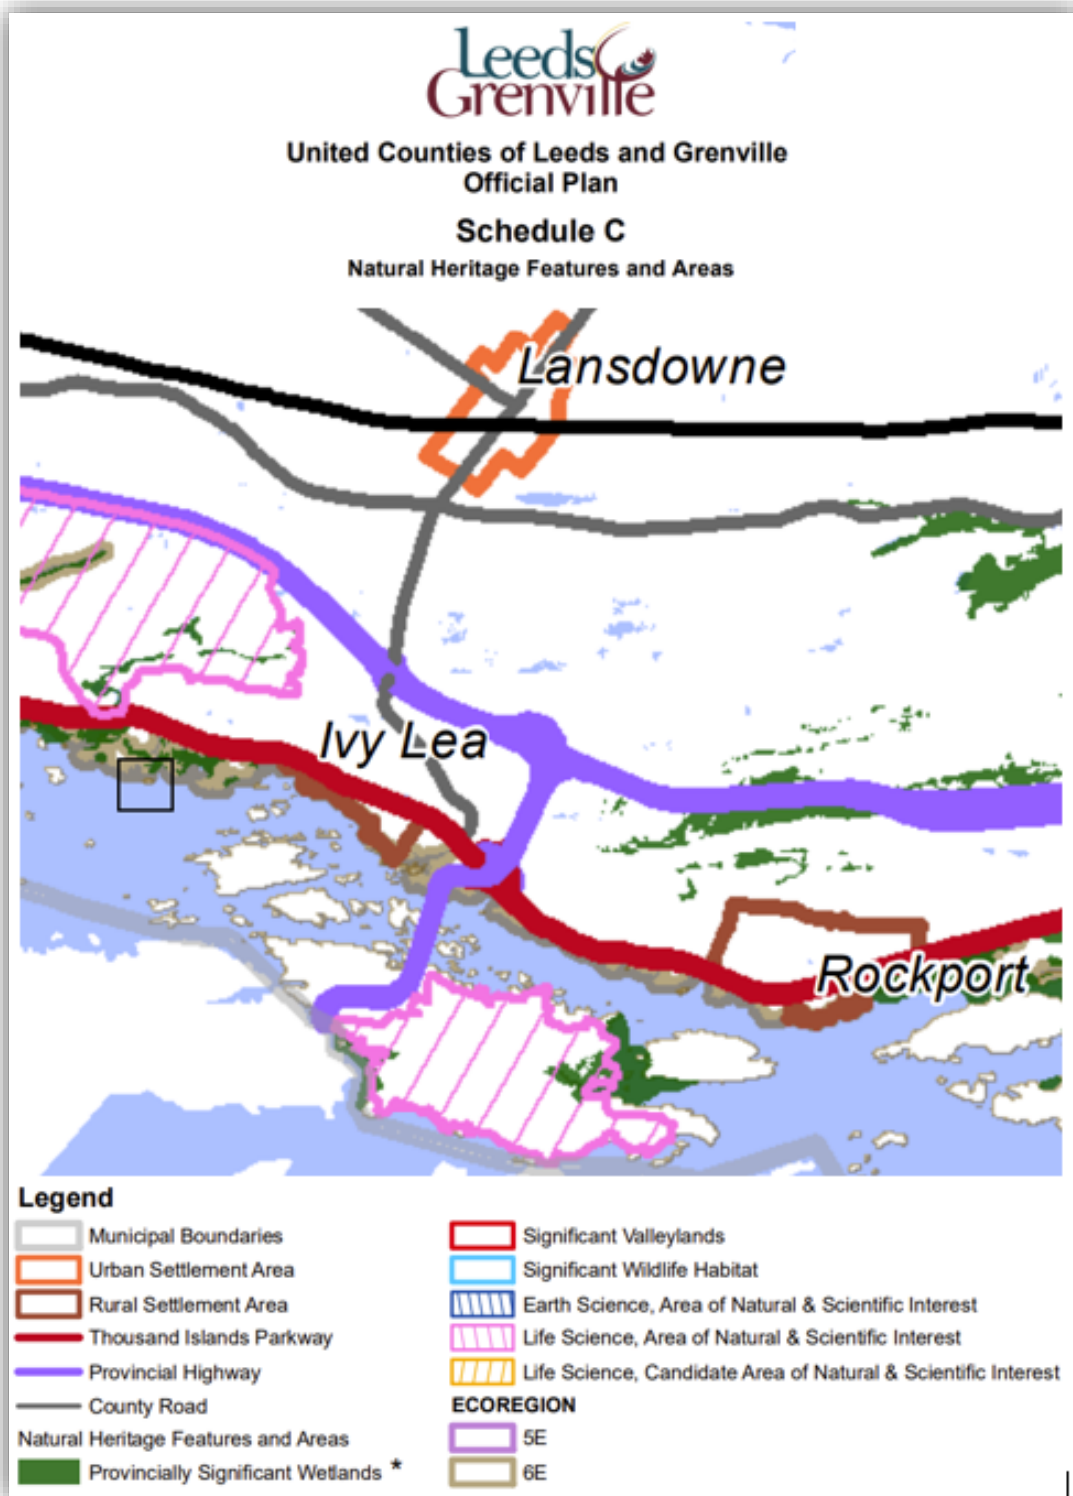 Leeds
Grenville
United Counties of Leeds and Grenville
Official Plan
Schedule C
Natural Heritage Features and Areas
Lansdowne
Ivy Lea
Rockport
Legend
Municipal Boundaries
Urban Settlement Area
Rural Settlement Area
Thousand Islands Parkway
Provincial Highway
County Road
Natural Heritage Features and Areas
Provincially Significant Wetlands *
Significant Valleylands
Significant Wildlife Habitat
Earth Science, Area of Natural & Scientific Interest
Life Science, Area of Natural & Scientific Interest
Life Science, Candidate Area of Natural & Scientific Interest
ECOREGION
5E
6E